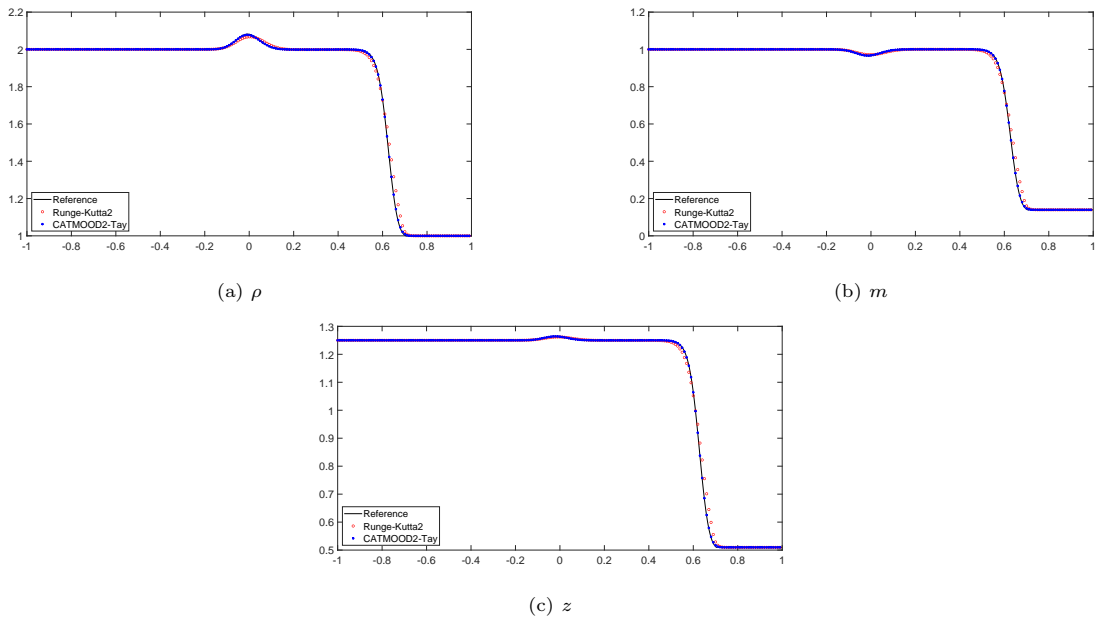 2.2
2
1.8
1.6
1.4
1.2
1
-1 -0.8 -0.6 -0.4 -0.2 0 0.2 0.4 0.6 0.8 1
Reference
Runge-Kutta2
CATMOOD2-Tay
(a) ρ
1.2
1
0.8
0.6
0.4
0.2
0
-1 -0.8 -0.6 -0.4 -0.2 0 0.2 0.4 0.6 0.8 1
Reference
Runge-Kutta2
CATMOOD2-Tay
(b) m
1.3
1.2
1.1
1
0.9
0.8
0.7
0.6
0.5
-1 -0.8 -0.6 -0.4 -0.2 0 0.2 0.4 0.6 0.8 1
Reference
Runge-Kutta2
CATMOOD2-Tay
(c) z